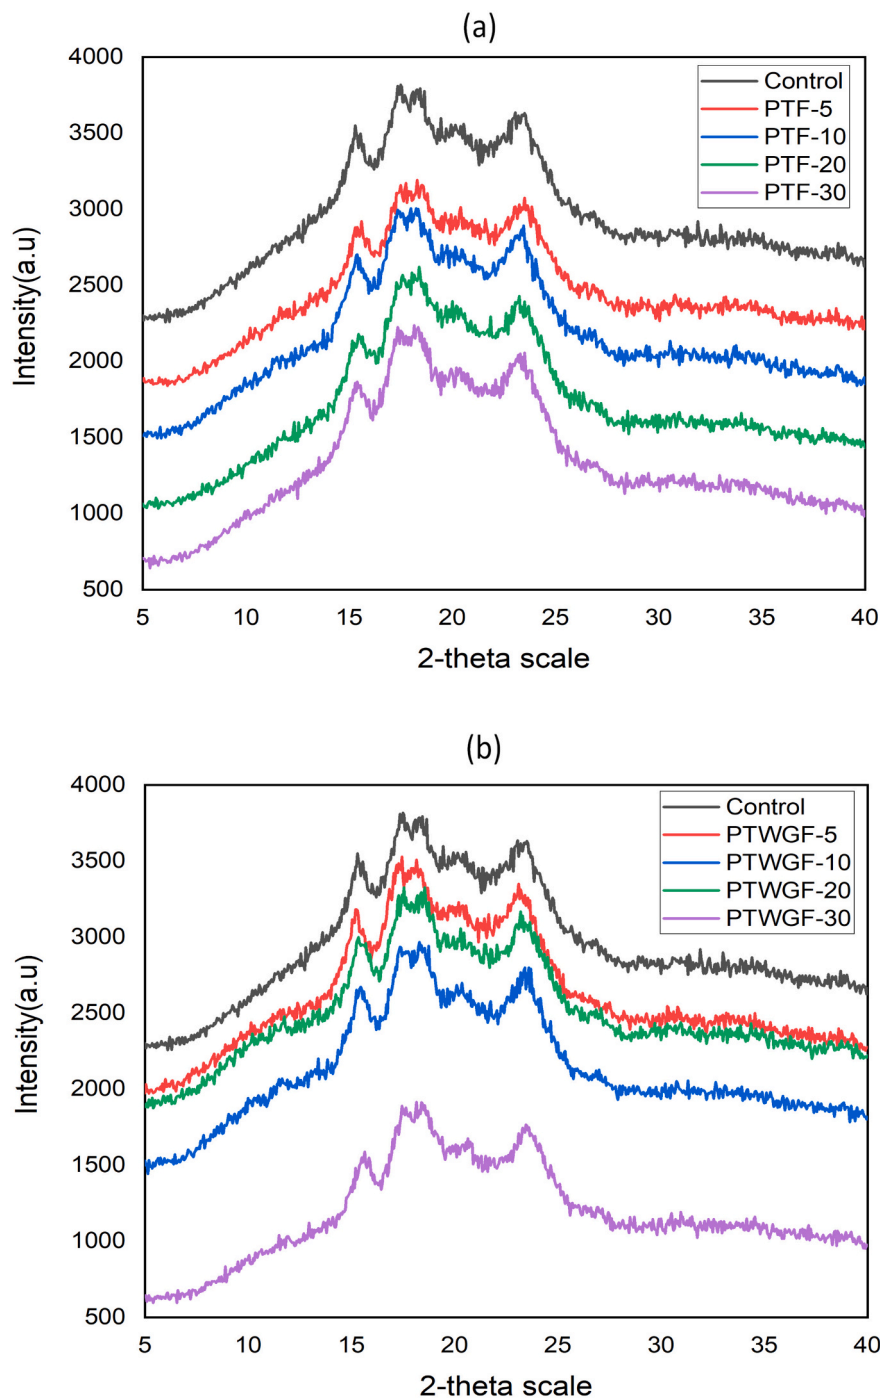 (a)
4000
3500
3000
2500
2000
1500
1000
500
Intensity(a.u)
Control
PTF-5
PTF-10
PTF-20
PTF-30
5 10 15 20 25 30 35 40
2-theta scale
(b)
4000
3500
3000
2500
2000
1500
1000
500
Intensity(a.u)
Control
PTWGF-5
PTWGF-10
PTWGF-20
PTWGF-30
5 10 15 20 25 30 35 40
2-theta scale